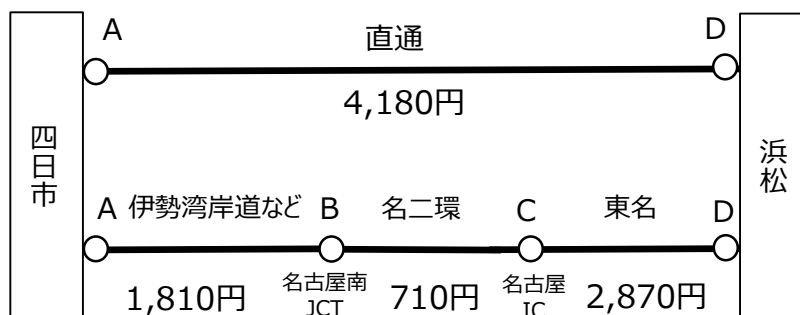 四日市
浜松
A
直通
D
4,180円
A
伊勢湾岸道など
B
名二環
C
東名
D
1,810円
名古屋南
JCT
710円
名古屋
IC
2,870円